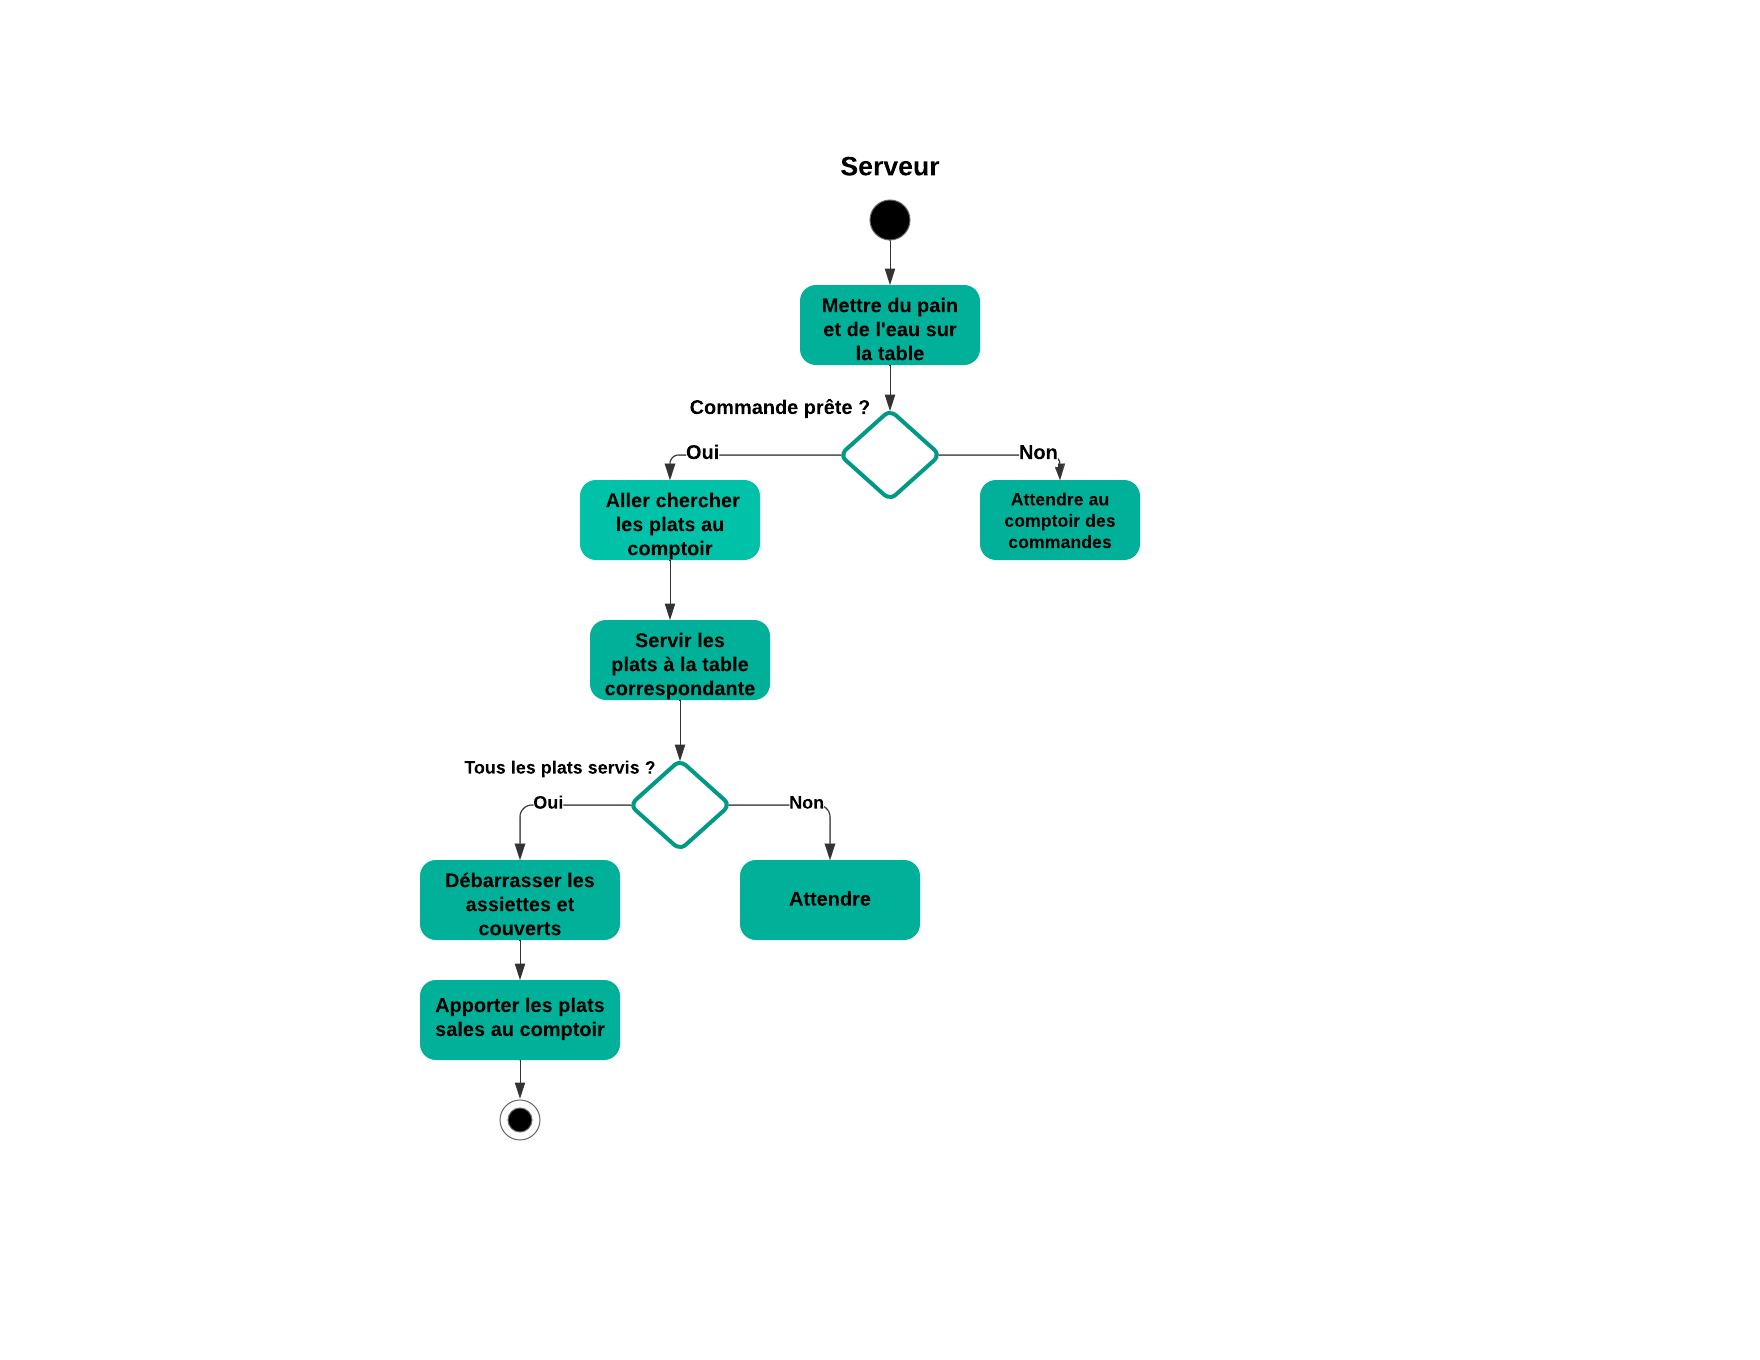 Serveur
Mettre du pain
et de l'eau sur
la table
Commande prête ?
Oui
Non
Aller chercher
les plats au
comptoir
Attendre au
comptoir des
commandes
Servir les
plats à la table
correspondante
Tous les plats servis ?
Oui
Non
Débarrasser les
assiettes et
couverts
Attendre
Apporter les plats
sales au comptoir